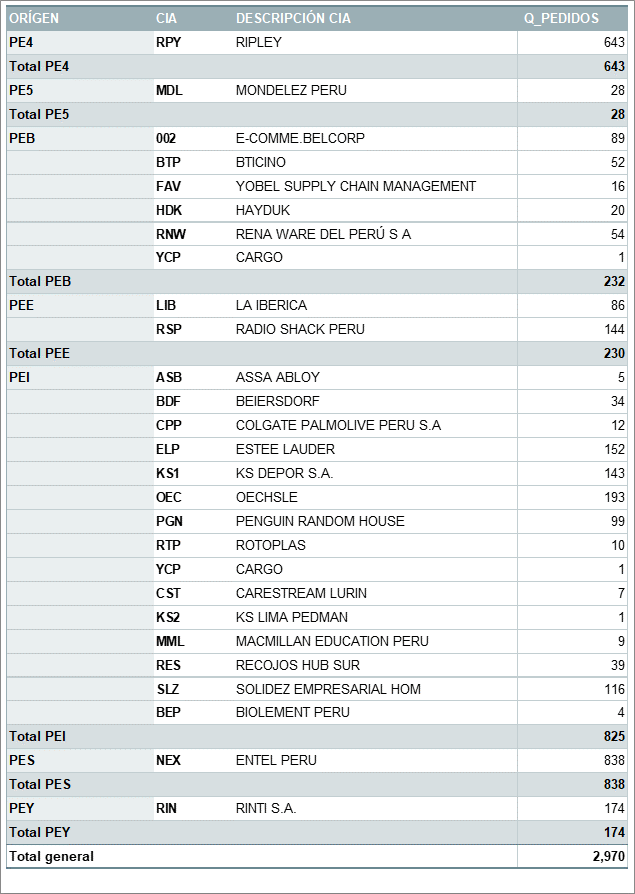 ORÍGEN CIA DESCRIPCIÓN CIA Q_PEDIDOS
PE4 RPY RIPLEY 643
Total PE4 643
PE5 MDL MONDELEZ PERU 28
Total PE5 28
PEB 002 E-COMME.BELCORP 89
BTP BTICINO 52
FAV YOBEL SUPPLY CHAIN MANAGEMENT 16
HDK HAYDUK 20
RNW RENA WARE DEL PERÚ S A 54
YCP CARGO 1
Total PEB 232
PEE LIB LA IBERICA 86
RSP RADIO SHACK PERU 144
Total PEE 230
PEI ASB ASSA ABLOY 5
BDF BEIERSDORF 34
CPP COLGATE PALMOLIVE PERU S.A 12
ELP ESTEE LAUDER 152
KS1 KS DEPOR S.A. 143
OEC OECHSLE 193
PGN PENGUIN RANDOM HOUSE 99
RTP ROTOPLAS 10
YCP CARGO 1
CST CARESTREAM LURIN 7
KS2 KS LIMA PEDMAN 1
MML MACMILLAN EDUCATION PERU 9
RES RECOJOS HUB SUR 39
SLZ SOLIDEZ EMPRESARIAL HOM 116
BEP BIOLEMENT PERU 4
Total PEI 825
PES NEX ENTEL PERU 838
Total PES 838
PEY RIN RINTI S.A. 174
Total PEY 174
Total general 2,970